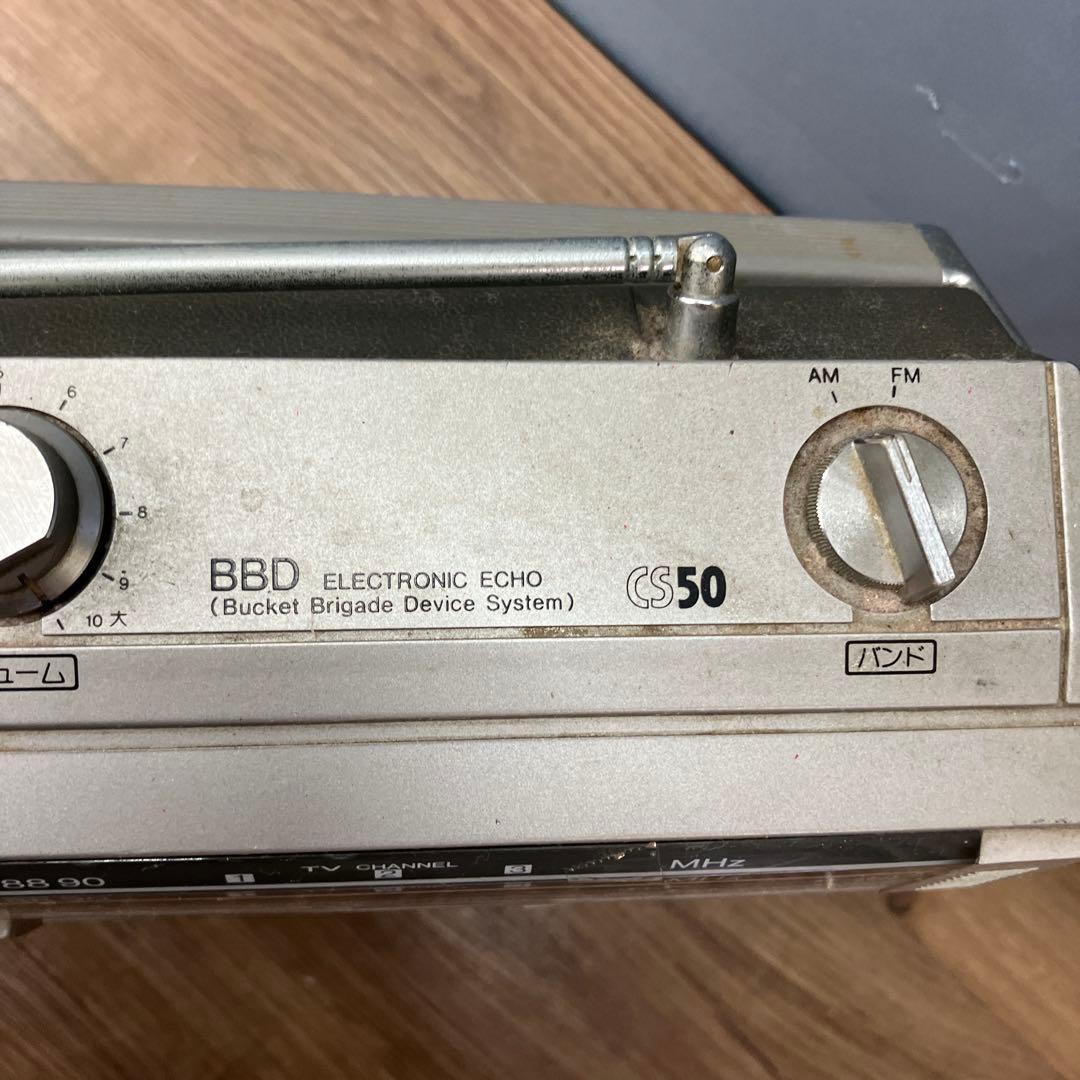 AM FM
6
7
8
9
10 大
BBD ELECTRONIC ECHO
(Bucket Brigade Device System)
CS50
ューム
バンド
88 90 1 TV CHANNEL 2 3 MHz